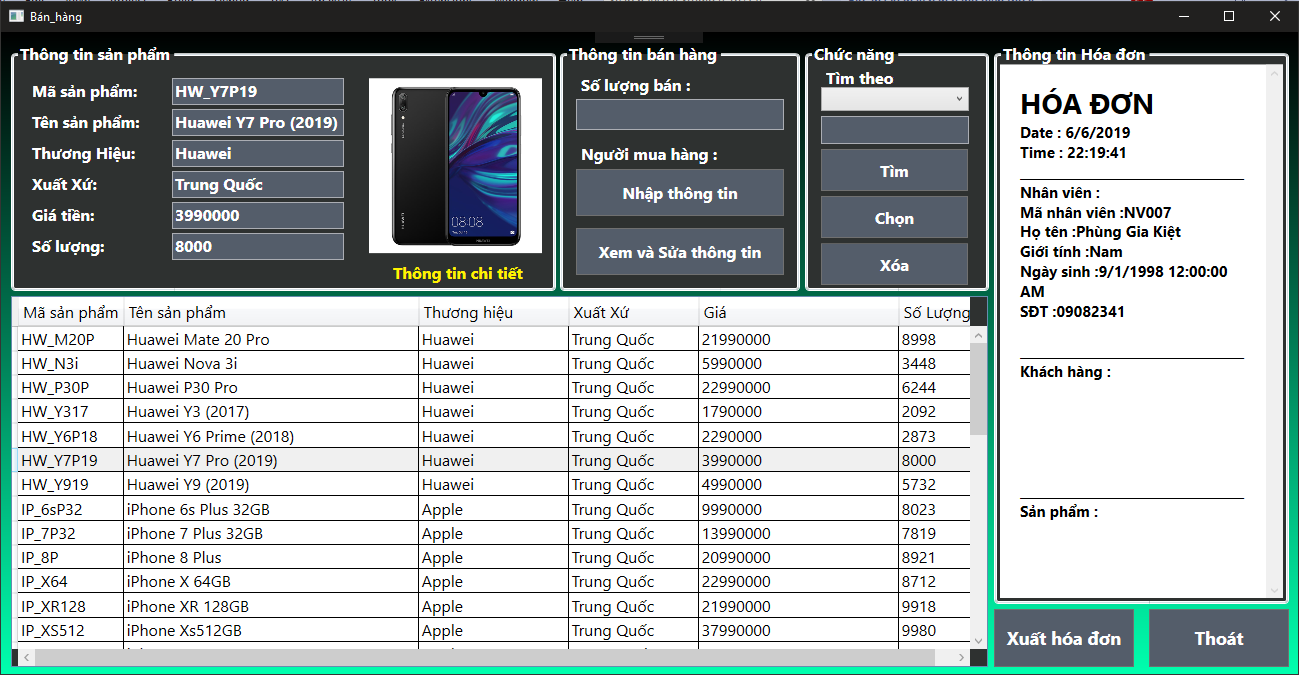 Bán_hàng
Thông tin sản phẩm
Mã sản phẩm: HW_Y7P19
Tên sản phẩm: Huawei Y7 Pro (2019)
Thương Hiệu: Huawei
Xuất Xứ: Trung Quốc
Giá tiền: 3990000
Số lượng: 8000
08:08
HUAWEI
Thông tin chi tiết
Thông tin bán hàng
Số lượng bán :
Người mua hàng :
Nhập thông tin
Xem và Sửa thông tin
Chức năng
Tìm theo
Tìm
Chọn
Xóa
Mã sản phẩm Tên sản phẩm Thương hiệu Xuất Xứ Giá Số Lượng
HW_M20P Huawei Mate 20 Pro Huawei Trung Quốc 21990000 8998
HW_N3i Huawei Nova 3i Huawei Trung Quốc 5990000 3448
HW_P30P Huawei P30 Pro Huawei Trung Quốc 22990000 6244
HW_Y317 Huawei Y3 (2017) Huawei Trung Quốc 1790000 2092
HW_Y6P18 Huawei Y6 Prime (2018) Huawei Trung Quốc 2290000 2873
HW_Y7P19 Huawei Y7 Pro (2019) Huawei Trung Quốc 3990000 8000
HW_Y919 Huawei Y9 (2019) Huawei Trung Quốc 4990000 5732
IP_6sP32 iPhone 6s Plus 32GB Apple Trung Quốc 9990000 8023
IP_7P32 iPhone 7 Plus 32GB Apple Trung Quốc 13990000 7819
IP_8P iPhone 8 Plus Apple Trung Quốc 20990000 8921
IP_X64 iPhone X 64GB Apple Trung Quốc 22990000 8712
IP_XR128 iPhone XR 128GB Apple Trung Quốc 21990000 9918
IP_XS512 iPhone Xs512GB Apple Trung Quốc 37990000 9980
Thông tin Hóa đơn
HÓA ĐƠN
Date : 6/6/2019
Time : 22:19:41
Nhân viên :
Mã nhân viên :NV007
Họ tên :Phùng Gia Kiệt
Giới tính :Nam
Ngày sinh :9/1/1998 12:00:00
AM
SĐT :09082341
Khách hàng :
Sản phẩm :
Xuất hóa đơn
Thoát